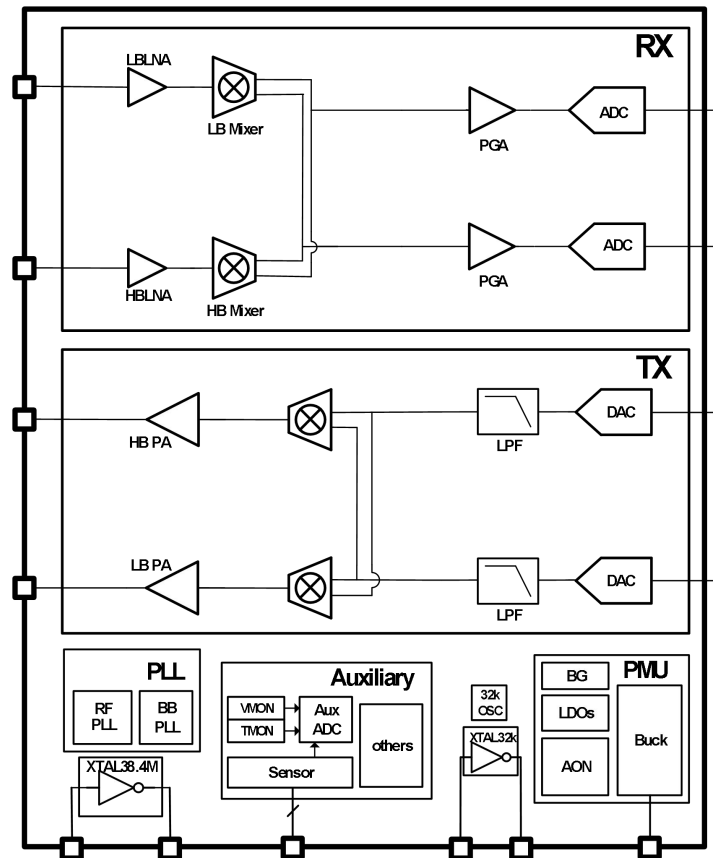 RX
LBLNA
LB Mixer
PGA
ADC
HBLNA
HB Mixer
PGA
ADC
TX
HB PA
LPF
DAC
LB PA
LPF
DAC
PLL
RF
PLL
BB
PLL
XTAL38.4M
Auxiliary
VMON
TMON
Aux
ADC
Sensor
others
32k
OSC
XTAL32k
PMU
BG
LDOs
AON
Buck